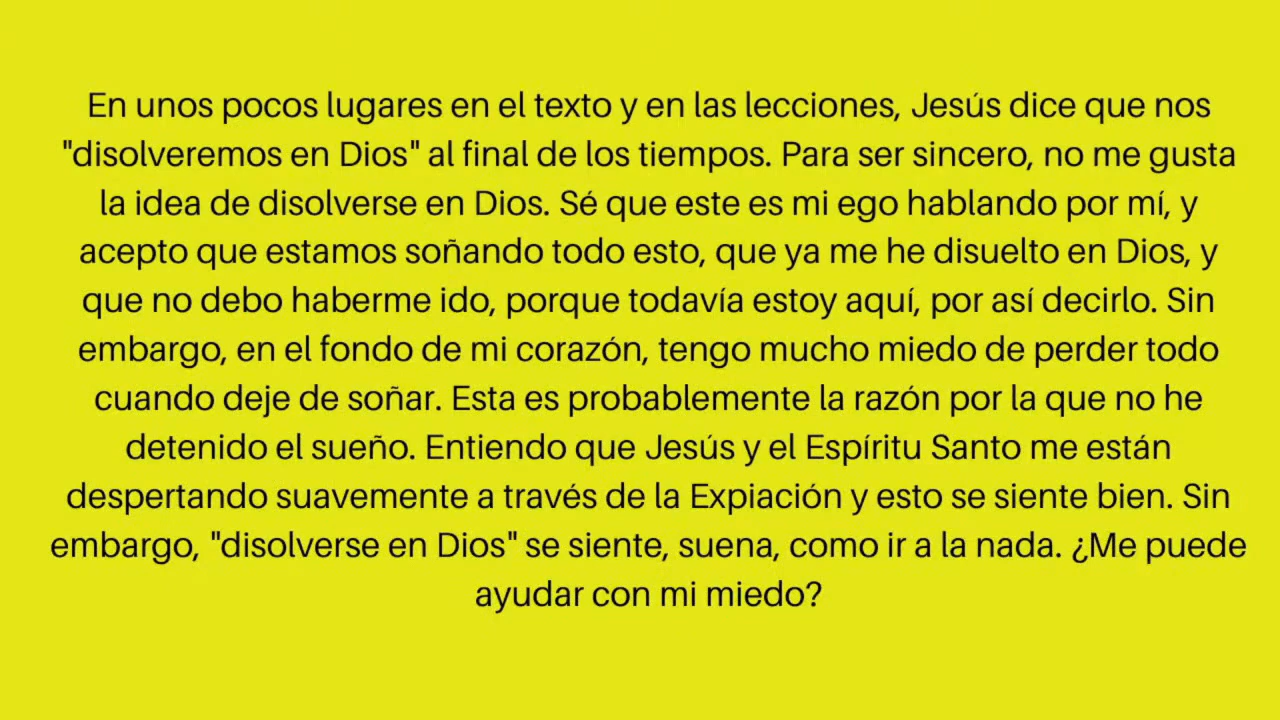 En unos pocos lugares en el texto y en las lecciones, Jesús dice que nos
"disolveremos en Dios" al final de los tiempos. Para ser sincero, no me gusta
la idea de disolverse en Dios. Sé que este es mi ego hablando por mí, y
acepto que estamos soñando todo esto, que ya me he disuelto en Dios, y
que no debo haberme ido, porque todavía estoy aquí, por así decirlo. Sin
embargo, en el fondo de mi corazón, tengo mucho miedo de perder todo
cuando deje de soñar. Esta es probablemente la razón por la que no he
detenido el sueño. Entiendo que Jesús y el Espíritu Santo me están
despertando suavemente a través de la Expiación y esto se siente bien. Sin
embargo, "disolverse en Dios" se siente, suena, como ir a la nada. ¿Me puede
ayudar con mi miedo?